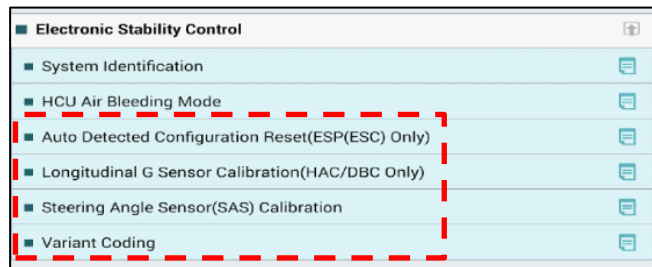 Electronic Stability Control
System Identification
HCU Air Bleeding Mode
Auto Detected Configuration Reset(ESP(ESC) Only)
Longitudinal G Sensor Calibration(HAC/DBC Only)
Steering Angle Sensor(SAS) Calibration
Variant Coding